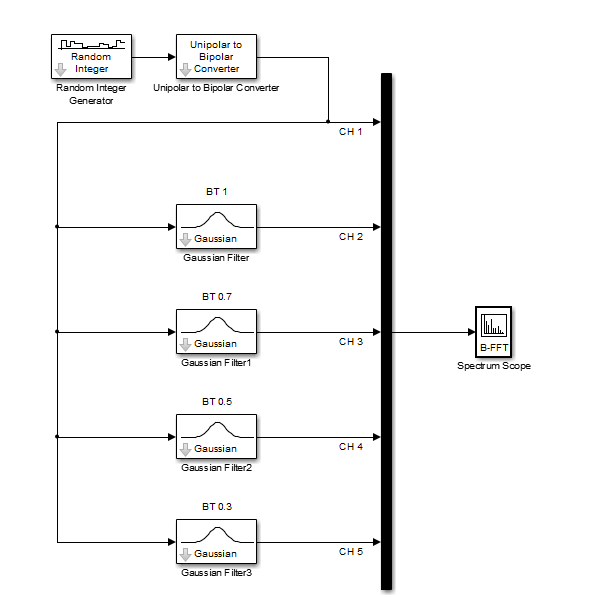 Random
Integer
Random Integer
Generator
Unipolar to
Bipolar
Converter
Unipolar to Bipolar Converter
CH 1
BT 1
Gaussian
Gaussian Filter
CH 2
BT 0.7
Gaussian
Gaussian Filter1
CH 3
B-FFT
Spectrum Scope
BT 0.5
Gaussian
Gaussian Filter2
CH 4
BT 0.3
Gaussian
Gaussian Filter3
CH 5